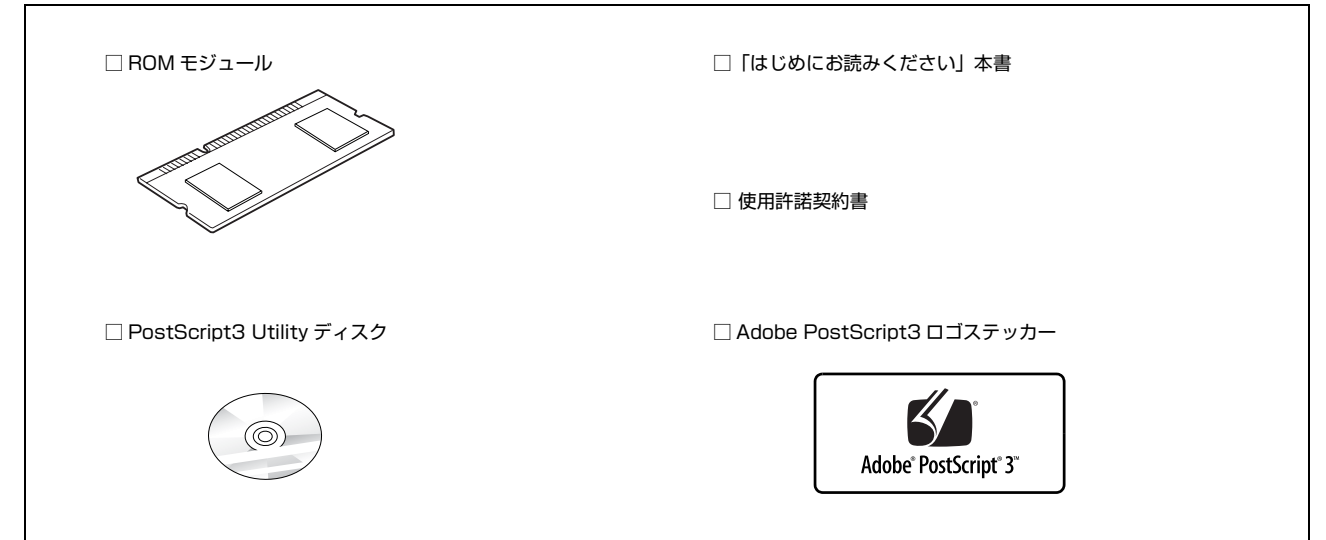 □ ROM モジュール
□「はじめにお読みください」本書
□ 使用許諾契約書
□ PostScript3 Utility ディスク
□ Adobe PostScript3 ロゴステッカー
Adobe® PostScript® 3™